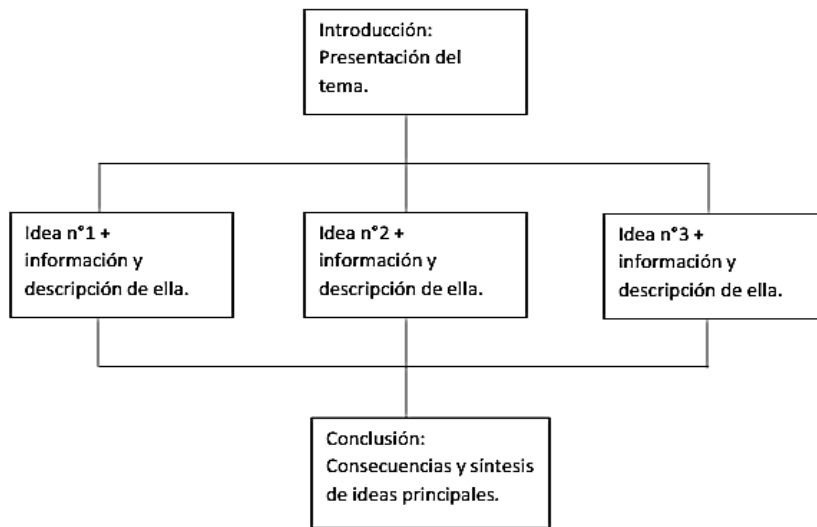 Introducción:
Presentación del
tema.
Idea n°1 +
información y
descripción de ella.
Idea n°2 +
información y
descripción de ella.
Idea n°3 +
información y
descripción de ella.
Conclusión:
Consecuencias y síntesis
de ideas principales.